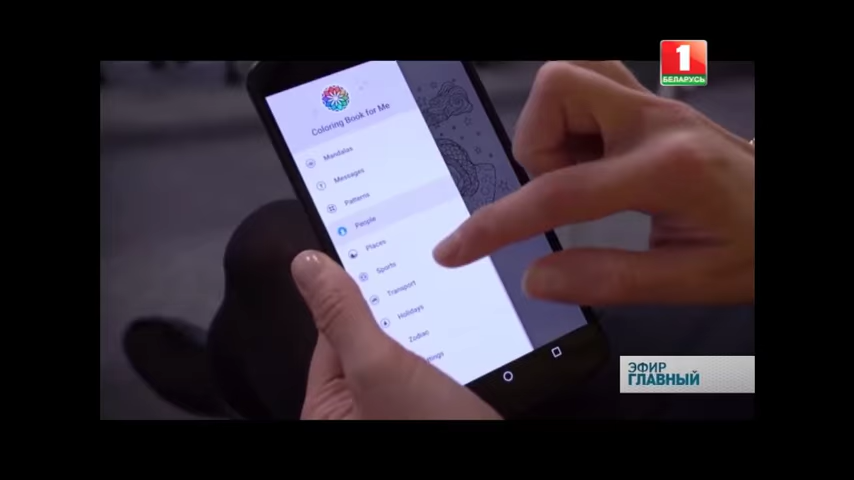 1
БЕЛАРУСЬ
Coloring Book for Me
Mandalas
Messages
Patterns
People
Places
Sports
Transport
Holidays
Zodiac
ЭФИР
ГЛАВНЫЙ